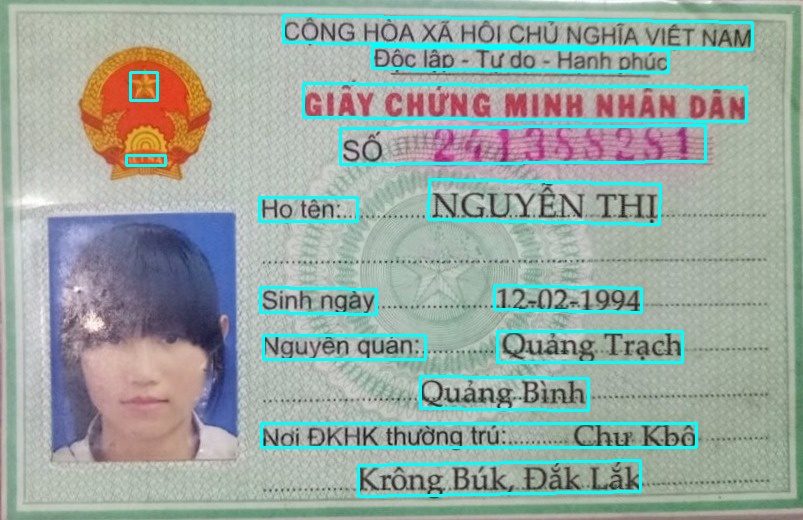 CỘNG HÒA XÃ HỘI CHỦ NGHĨA VIỆT NAM
Độc lập - Tự do - Hạnh phúc
GIẤY CHỨNG MINH NHÂN DÂN
SỐ 241388281
Họ tên: NGUYỄN THỊ
Sinh ngày 12-02-1994
Nguyên quán: Quảng Trạch
Quảng Bình
Nơi ĐKHK thường trú: Chư Kbô
Krông Búk, Đắk Lắk